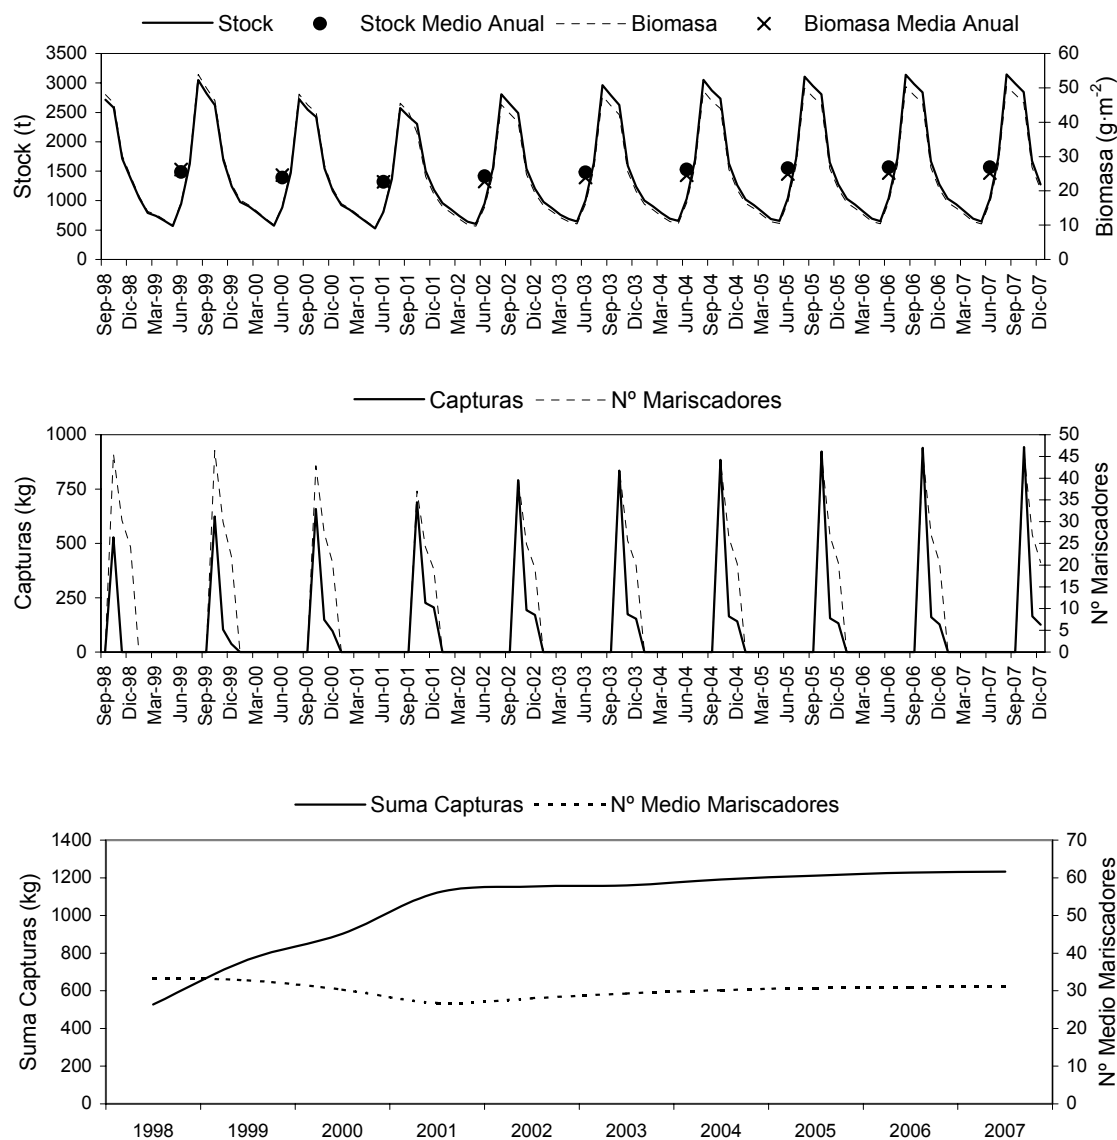 Stock Stock Medio Anual Biomasa Biomasa Media Anual
3500 60
3000 50
2500 40
2000 30
1500 20
1000 10
500 0
0
Stock (t)
Biomasa (g·m⁻²)
Sep-98 Dic-98 Mar-99 Jun-99 Sep-99 Dic-99 Mar-00 Jun-00 Sep-00 Dic-00 Mar-01 Jun-01 Sep-01 Dic-01 Mar-02 Jun-02 Sep-02 Dic-02 Mar-03 Jun-03 Sep-03 Dic-03 Mar-04 Jun-04 Sep-04 Dic-04 Mar-05 Jun-05 Sep-05 Dic-05 Mar-06 Jun-06 Sep-06 Dic-06 Mar-07 Jun-07 Sep-07 Dic-07
Capturas Nº Mariscadores
1000 50
45
40
750 35
30
500 25
20
250 15
10
5
0 0
Capturas (kg)
Nº Mariscadores
Sep-98 Dic-98 Mar-99 Jun-99 Sep-99 Dic-99 Mar-00 Jun-00 Sep-00 Dic-00 Mar-01 Jun-01 Sep-01 Dic-01 Mar-02 Jun-02 Sep-02 Dic-02 Mar-03 Jun-03 Sep-03 Dic-03 Mar-04 Jun-04 Sep-04 Dic-04 Mar-05 Jun-05 Sep-05 Dic-05 Mar-06 Jun-06 Sep-06 Dic-06 Mar-07 Jun-07 Sep-07 Dic-07
Suma Capturas Nº Medio Mariscadores
1400 70
1200 60
1000 50
800 40
600 30
400 20
200 10
0 0
Suma Capturas (kg)
Nº Medio Mariscadores
1998 1999 2000 2001 2002 2003 2004 2005 2006 2007